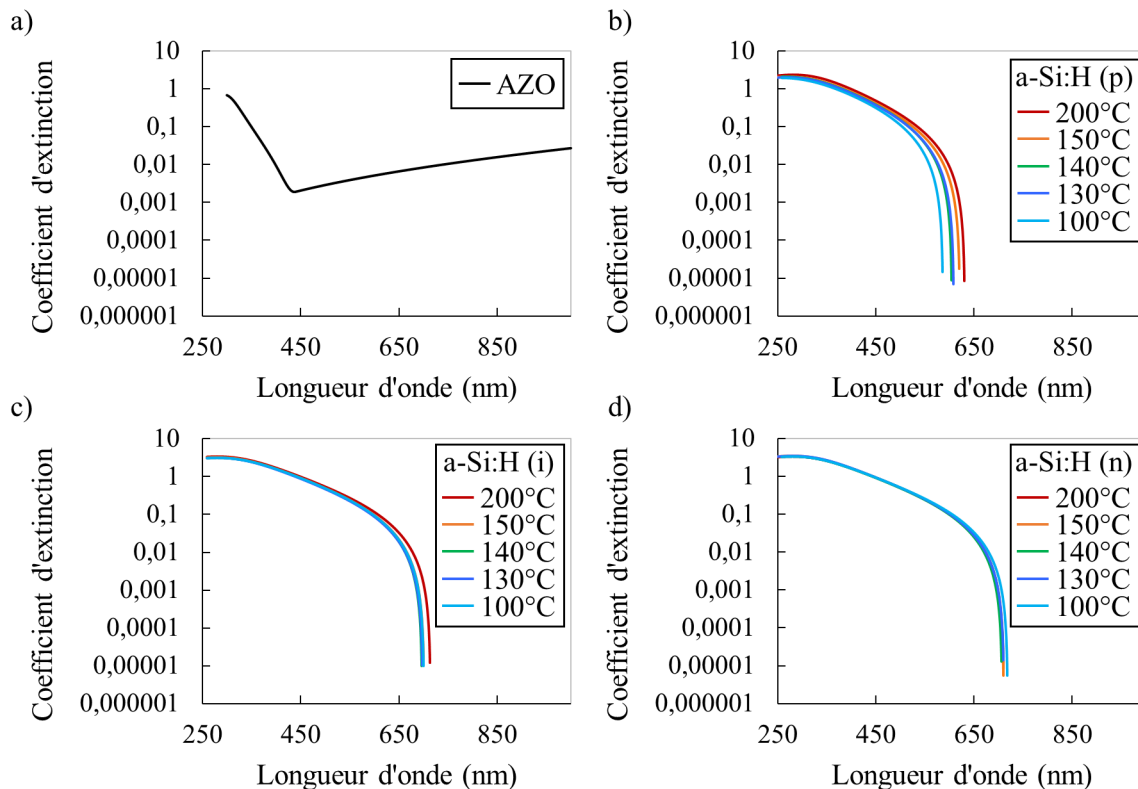 a)
Coefficient d'extinction
10
1
0,1
0,01
0,001
0,0001
0,00001
0,000001
250
450
650
850
Longueur d'onde (nm)
AZO
b)
Coefficient d'extinction
10
1
0,1
0,01
0,001
0,0001
0,00001
0,000001
250
450
650
850
Longueur d'onde (nm)
a-Si:H (p)
200°C
150°C
140°C
130°C
100°C
c)
Coefficient d'extinction
10
1
0,1
0,01
0,001
0,0001
0,00001
0,000001
250
450
650
850
Longueur d'onde (nm)
a-Si:H (i)
200°C
150°C
140°C
130°C
100°C
d)
Coefficient d'extinction
10
1
0,1
0,01
0,001
0,0001
0,00001
0,000001
250
450
650
850
Longueur d'onde (nm)
a-Si:H (n)
200°C
150°C
140°C
130°C
100°C